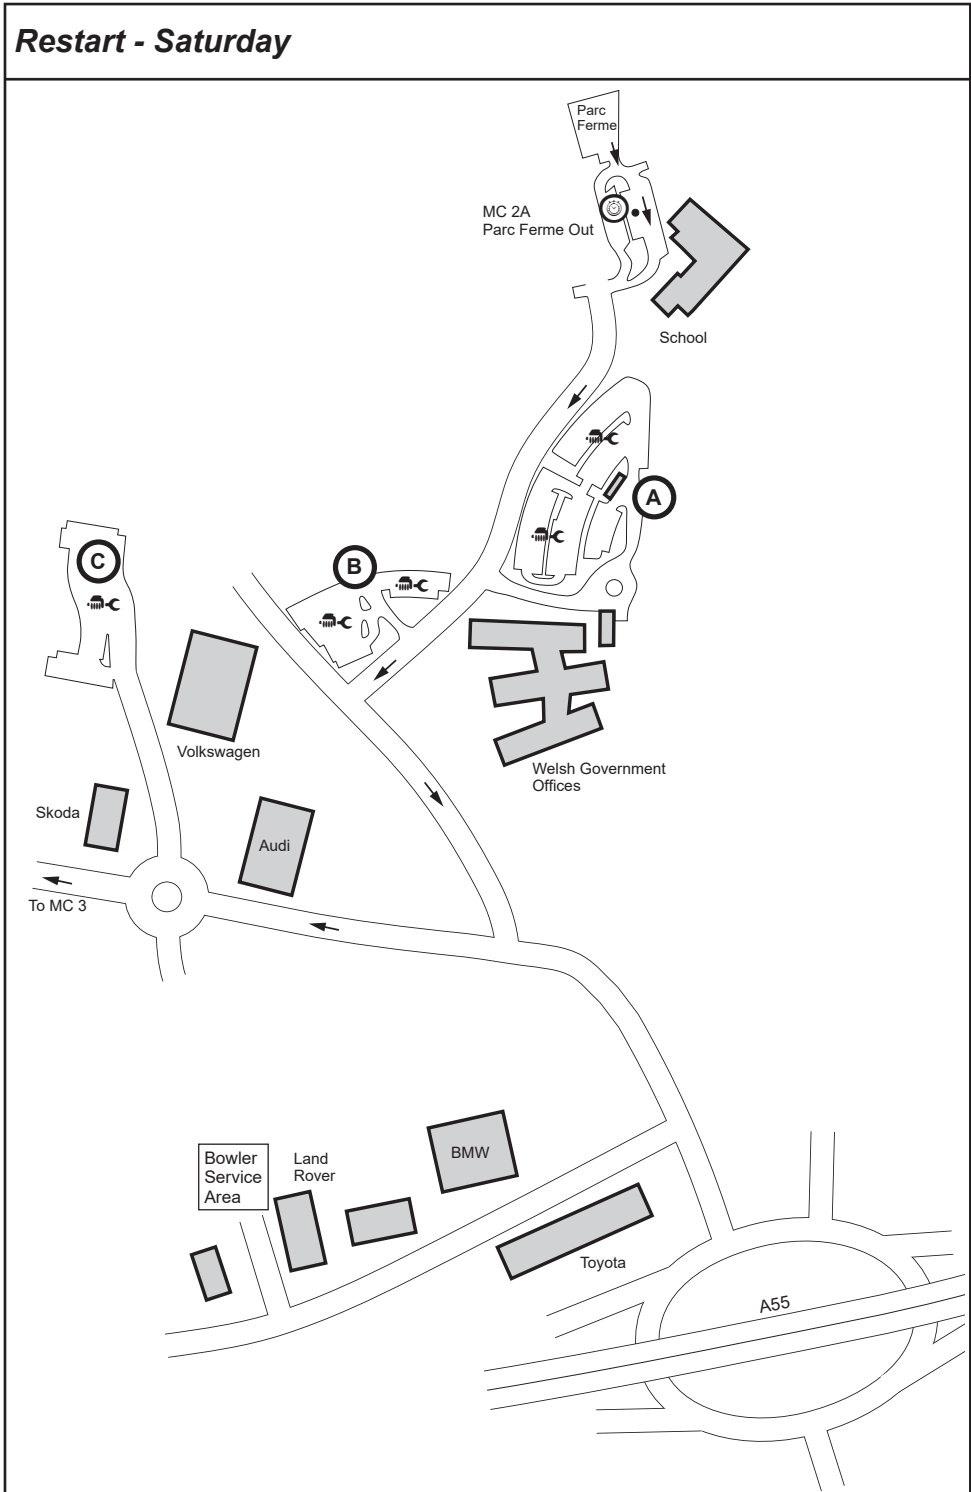 Restart - Saturday
Parc
Ferme
MC 2A
Parc Ferme Out
School
A
B
C
Volkswagen
Welsh Government
Offices
Skoda
Audi
To MC 3
BMW
Bowler
Service
Area
Land
Rover
Toyota
A55